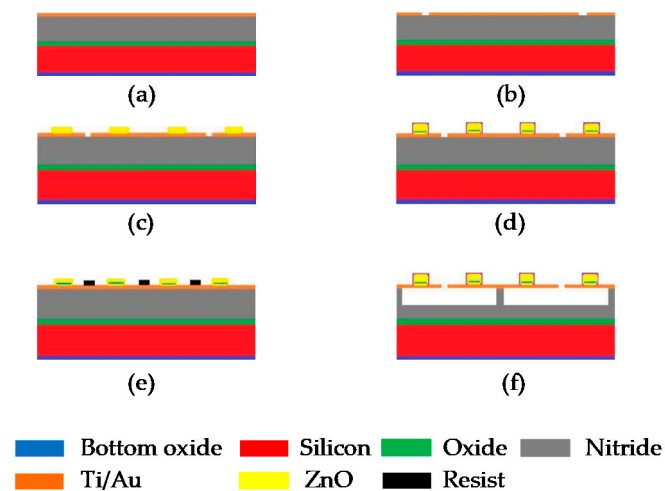 (a) (b)
(c) (d)
(e) (f)
Bottom oxide Silicon Oxide Nitride
Ti/Au ZnO Resist